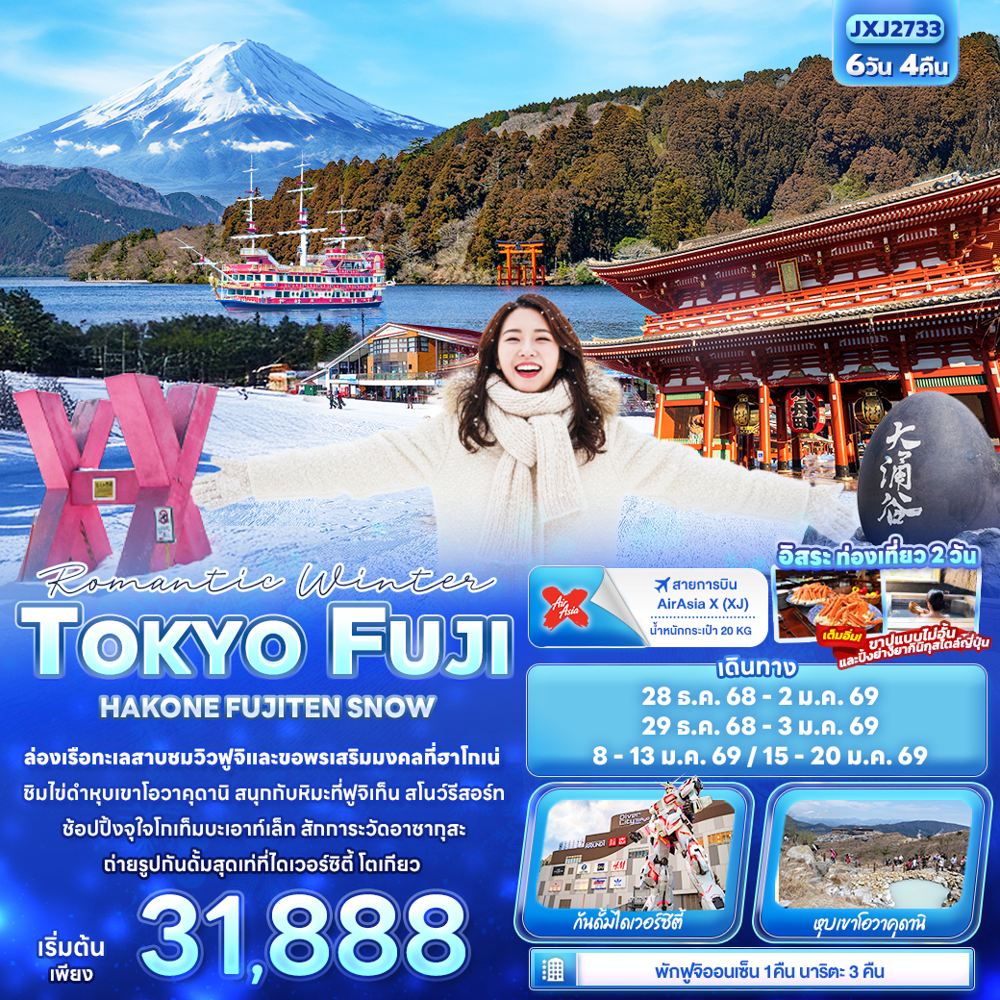 JXJ2733
6วัน 4คืน
大涌谷
Romantic Winter
TOKYO FUJI
HAKONE FUJITEN SNOW
ล่องเรือทะเลสาบชมวิวฟูจิและขอพรเสริมมงคลที่ฮาโกเน่
ชิมไข่ดำหุบเขาโอวาคุดานิ สนุกกับหิมะที่ฟูจิเท็น สโนว์รีสอร์ท
ช้อปปิ้งจุใจโกเท็มบะเอาท์เล็ท สักการะวัดอาซากุสะ
ถ่ายรูปกันดั้มสุดเท่ที่ไดเวอร์ซิตี้ โตเกียว
เริ่มต้น
เพียง
31,888
Air
Asia
X
สายการบิน
AirAsia X (XJ)
น้ำหนักกระเป๋า 20 KG
อิสระ ท่องเที่ยว 2 วัน
เต็มอิ่ม!
ขาปูแบบไม่อั้น
และปิ้งย่างยากินิกุสไตล์ญี่ปุ่น
เดินทาง
28 ธ.ค. 68 - 2 ม.ค. 69
29 ธ.ค. 68 - 3 ม.ค. 69
8 - 13 ม.ค. 69 / 15 - 20 ม.ค. 69
Diver
City
ROUND1
H&M
adidas
กันดั้มไดเวอร์ซิตี้
หุบเขาโอวาคุดานิ
พักฟูจิออนเซ็น 1คืน นาริตะ 3 คืน